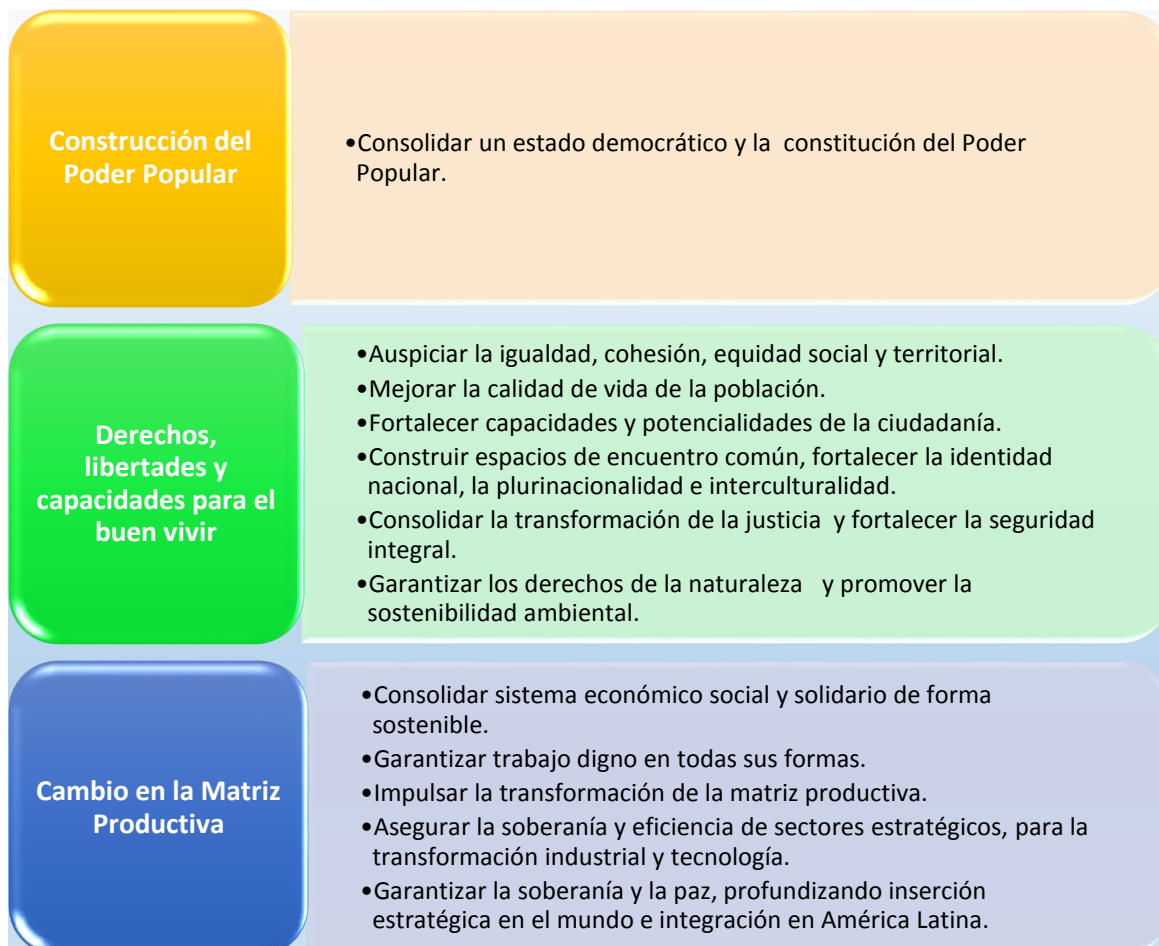 Construcción del
Poder Popular
•Consolidar un estado democrático y la  constitución del Poder
Popular.
Derechos,
libertades y
capacidades para el
buen vivir
•Auspiciar la igualdad, cohesión, equidad social y territorial.
•Mejorar la calidad de vida de la población.
•Fortalecer capacidades y potencialidades de la ciudadanía.
•Construir espacios de encuentro común, fortalecer la identidad
nacional, la plurinacionalidad e interculturalidad.
•Consolidar la transformación de la justicia  y fortalecer la seguridad
integral.
•Garantizar los derechos de la naturaleza   y promover la
sostenibilidad ambiental.
Cambio en la Matriz
Productiva
•Consolidar sistema económico social y solidario de forma
sostenible.
•Garantizar trabajo digno en todas sus formas.
•Impulsar la transformación de la matriz productiva.
•Asegurar la soberanía y eficiencia de sectores estratégicos, para la
transformación industrial y tecnología.
•Garantizar la soberanía y la paz, profundizando inserción
estratégica en el mundo e integración en América Latina.